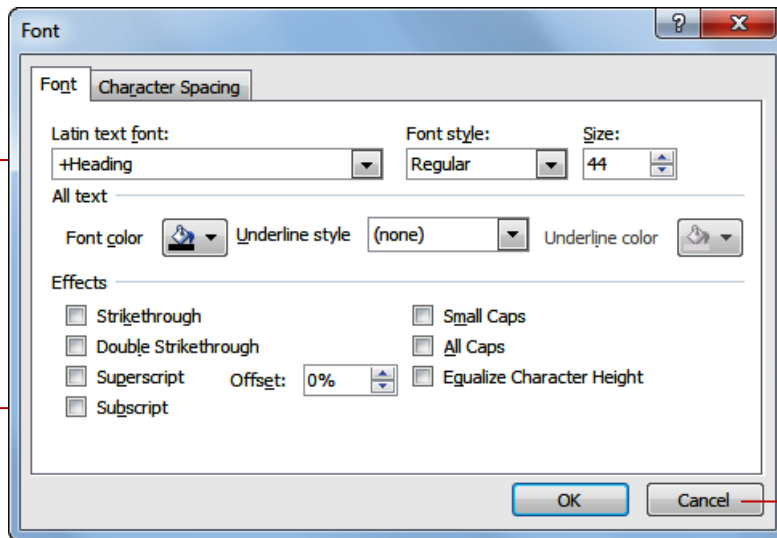 Font
Font Character Spacing
Latin text font: Font style: Size:
+Heading Regular 44
All text
Font color Underline style (none) Underline color
Effects
Strikethrough Small Caps
Double Strikethrough All Caps
Superscript Offset: 0% Equalize Character Height
Subscript
OK Cancel